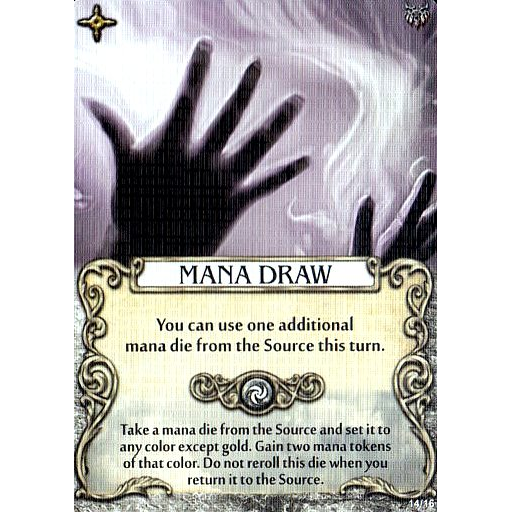 MANA DRAW
You can use one additional
mana die from the Source this turn.
Take a mana die from the Source and set it to
any color except gold. Gain two mana tokens
of that color. Do not reroll this die when you
return it to the Source.
14/16